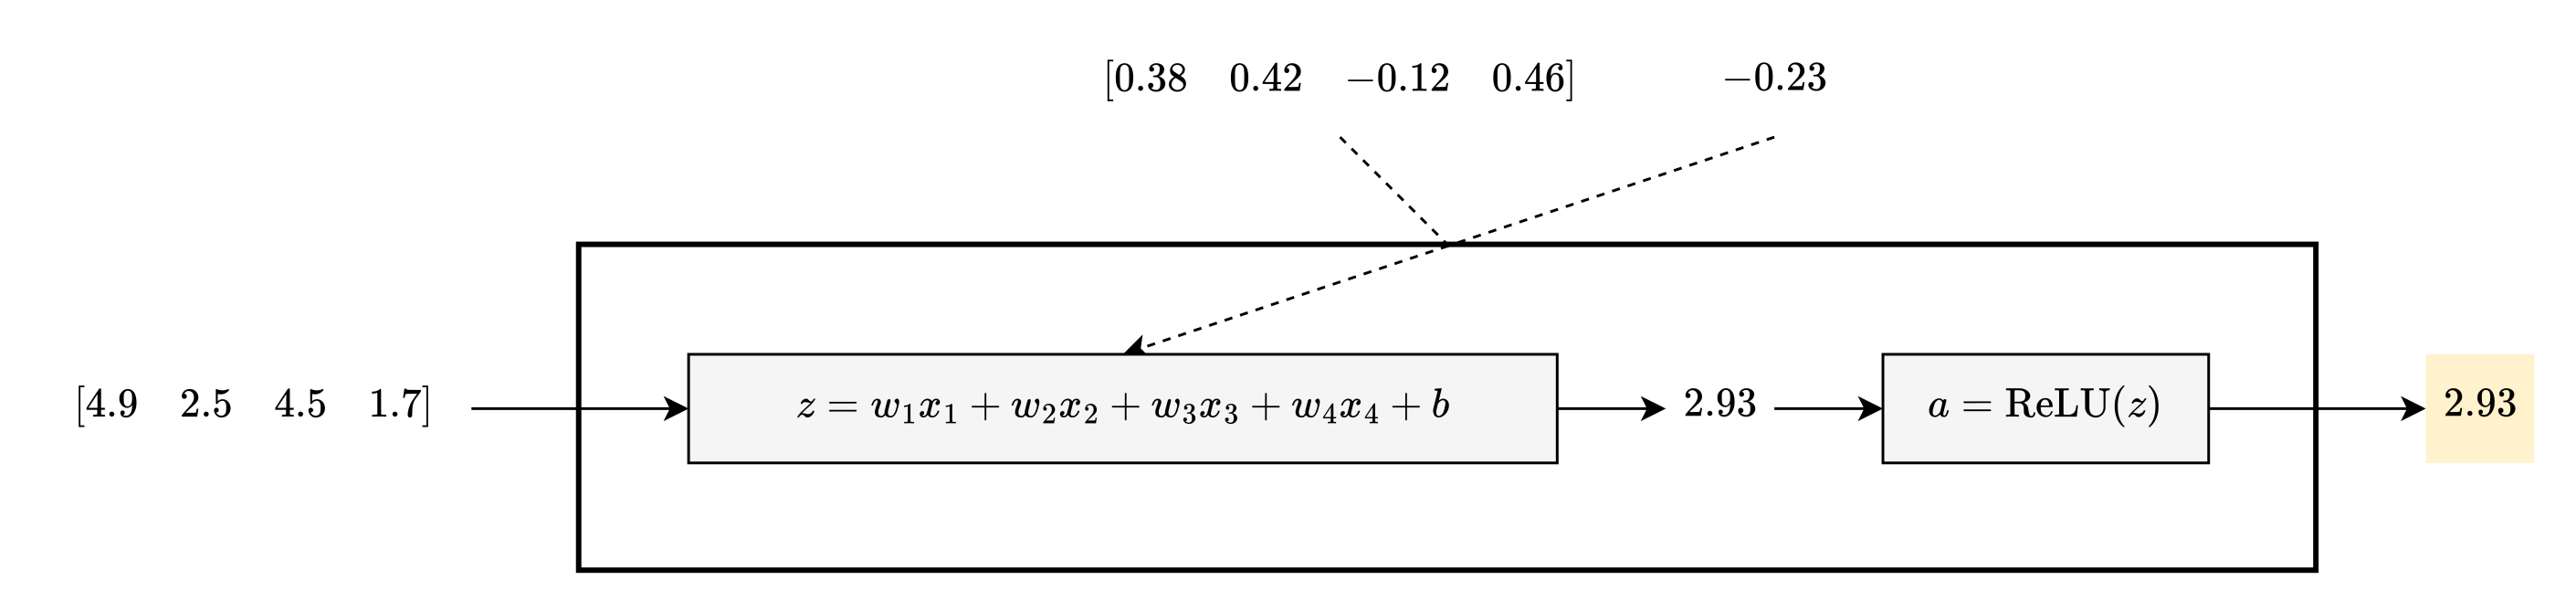 [0.38 0.42 −0.12 0.46] −0.23
[4.9 2.5 4.5 1.7] z = w₁x₁ + w₂x₂ + w₃x₃ + w₄x₄ + b 2.93 a = ReLU(z) 2.93